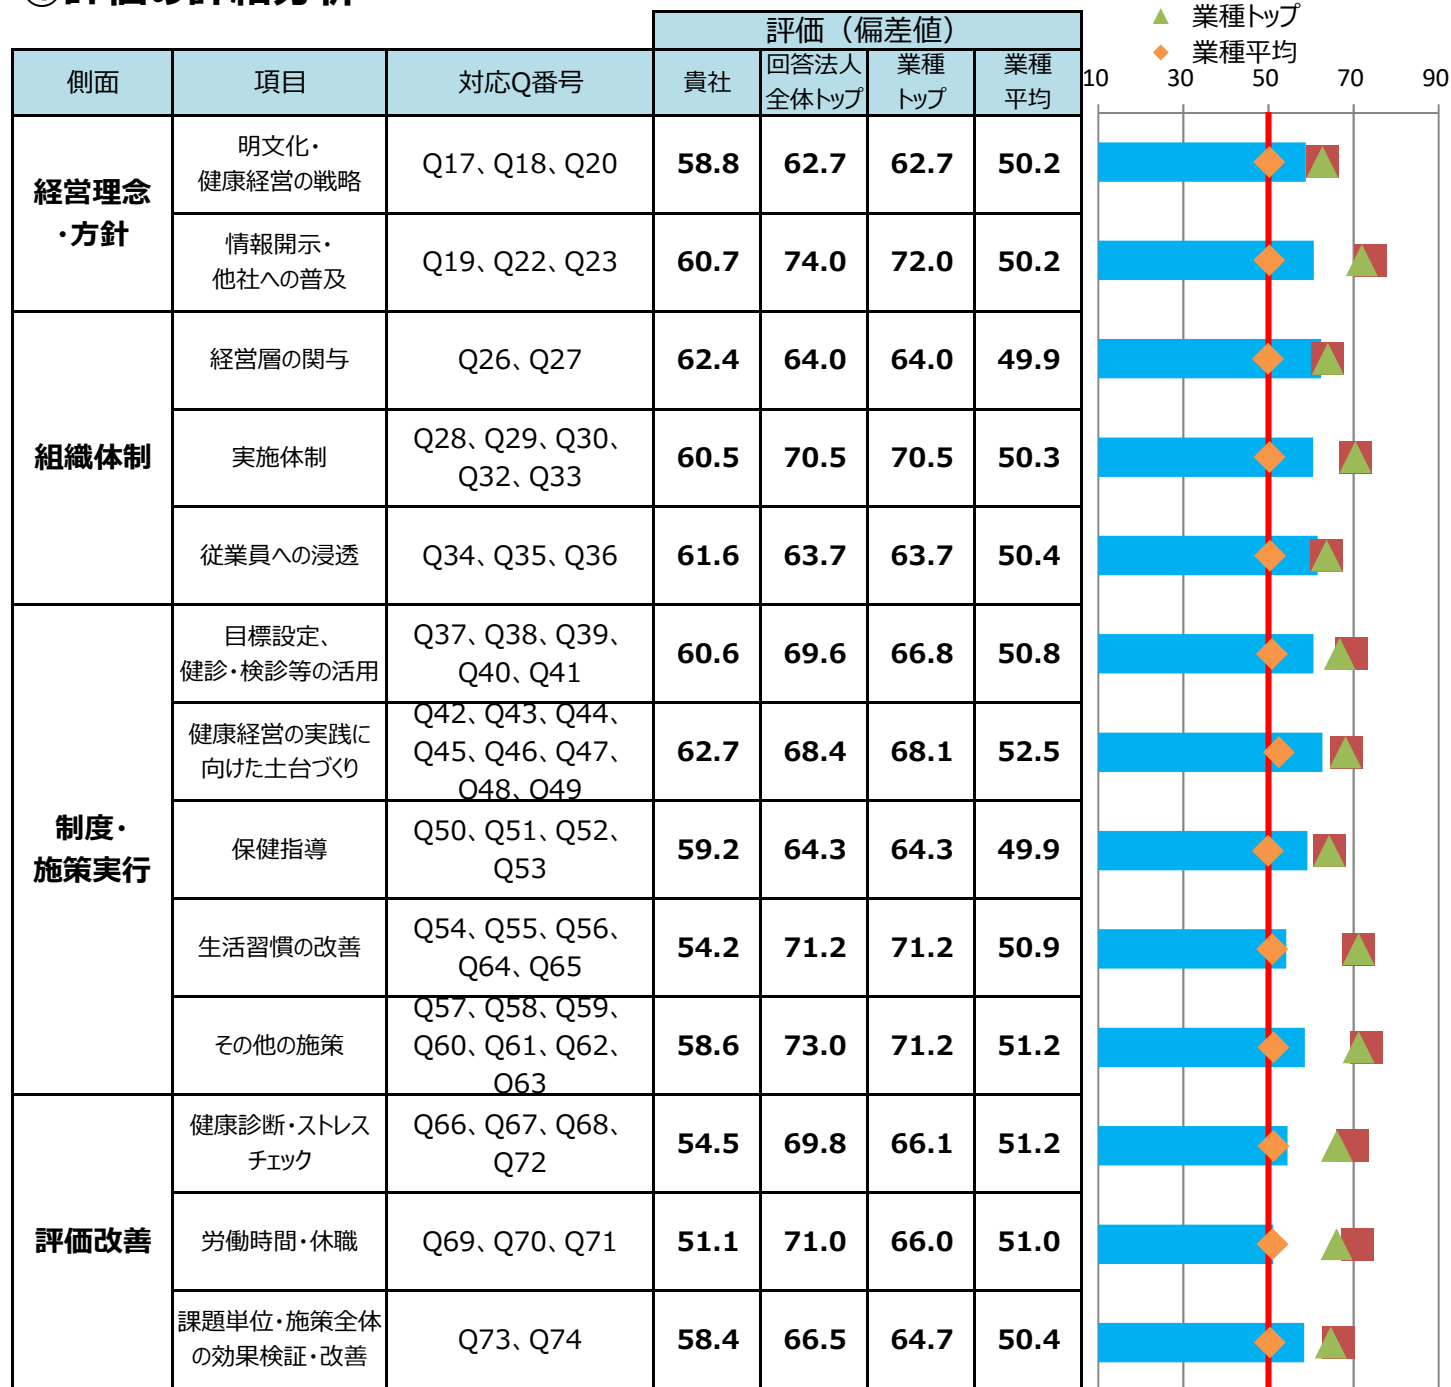 ③評価の詳細分析
▲ 業種トップ
◆ 業種平均
評価（偏差値）
側面 項目 対応Q番号 貴社 回答法人 業種 業種
全体トップ トップ 平均
10 30 50 70 90
経営理念
・方針
明文化・
健康経営の戦略
Q17、Q18、Q20 58.8 62.7 62.7 50.2
情報開示・
他社への普及
Q19、Q22、Q23 60.7 74.0 72.0 50.2
組織体制
経営層の関与 Q26、Q27 62.4 64.0 64.0 49.9
実施体制
Q28、Q29、Q30、
Q32、Q33
60.5 70.5 70.5 50.3
従業員への浸透 Q34、Q35、Q36 61.6 63.7 63.7 50.4
制度・
施策実行
目標設定、
健診・検診等の活用
Q37、Q38、Q39、
Q40、Q41
60.6 69.6 66.8 50.8
健康経営の実践に
向けた土台づくり
Q42、Q43、Q44、
Q45、Q46、Q47、
Q48、Q49
62.7 68.4 68.1 52.5
保健指導
Q50、Q51、Q52、
Q53
59.2 64.3 64.3 49.9
生活習慣の改善
Q54、Q55、Q56、
Q64、Q65
54.2 71.2 71.2 50.9
その他の施策
Q57、Q58、Q59、
Q60、Q61、Q62、
Q63
58.6 73.0 71.2 51.2
評価改善
健康診断・ストレス
チェック
Q66、Q67、Q68、
Q72
54.5 69.8 66.1 51.2
労働時間・休職 Q69、Q70、Q71 51.1 71.0 66.0 51.0
課題単位・施策全体
の効果検証・改善
Q73、Q74 58.4 66.5 64.7 50.4